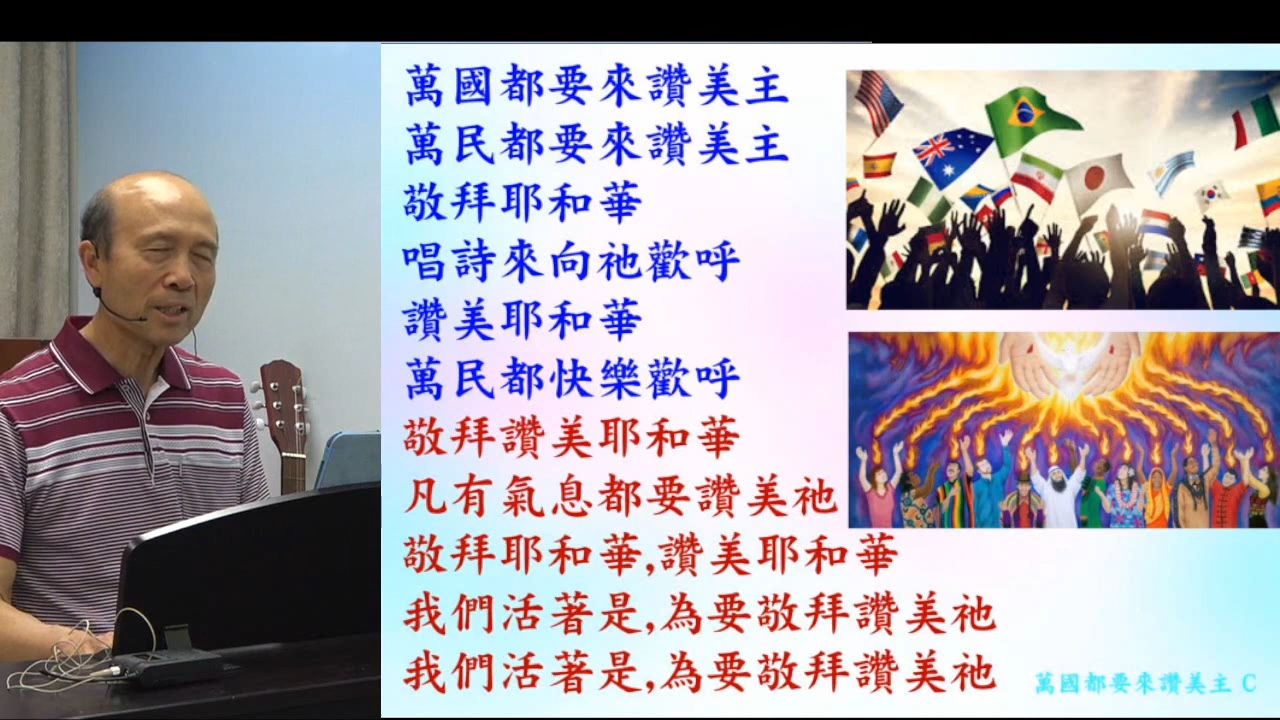 萬國都要來讚美主
萬民都要來讚美主
敬拜耶和華
唱詩來向祂歡呼
讚美耶和華
萬民都快樂歡呼
敬拜讚美耶和華
凡有氣息都要讚美祂
敬拜耶和華,讚美耶和華
我們活著是,為要敬拜讚美祂
我們活著是,為要敬拜讚美祂
萬國都要來讚美主 C